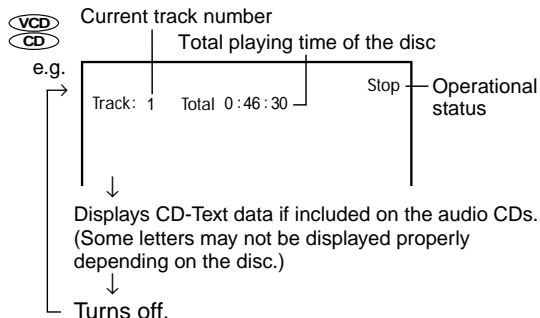 VCD
CD
Current track number
Total playing time of the disc
e.g.
Track: 1 Total 0:46:30
Stop
Operational
status
Displays CD-Text data if included on the audio CDs.
(Some letters may not be displayed properly
depending on the disc.)
Turns off.